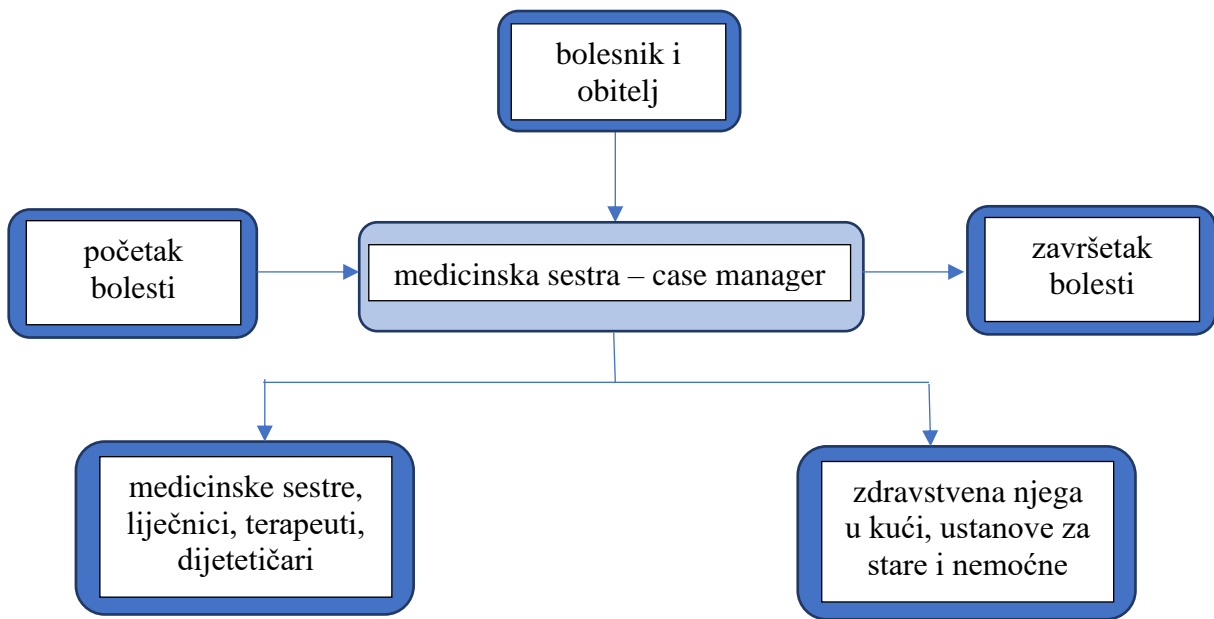 bolesnik i
obitelj
početak
bolesti
medicinska sestra – case manager
završetak
bolesti
medicinske sestre,
liječnici, terapeuti,
dijetetičari
zdravstvena njega
u kući, ustanove za
stare i nemoćne